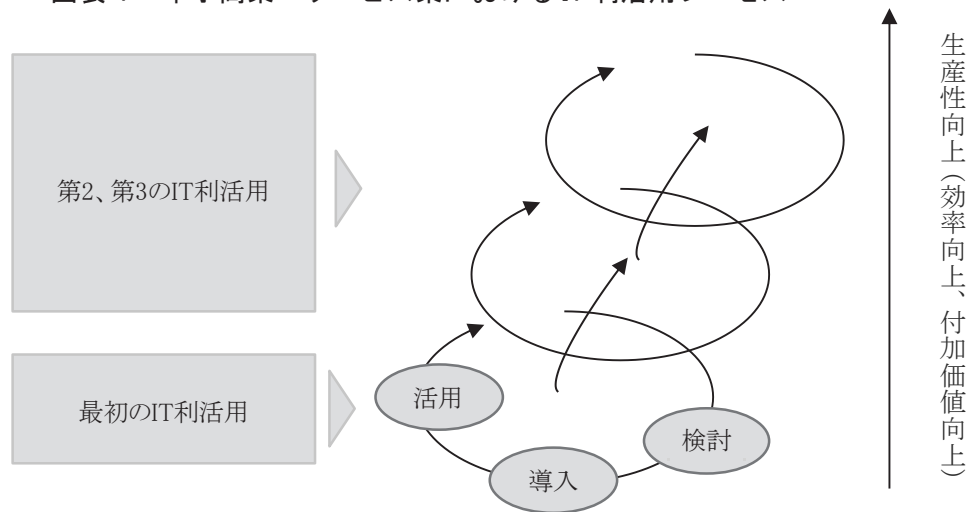 第2、第3のIT利活用
最初のIT利活用
活用
導入
検討
生産性向上（効率向上、付加価値向上）